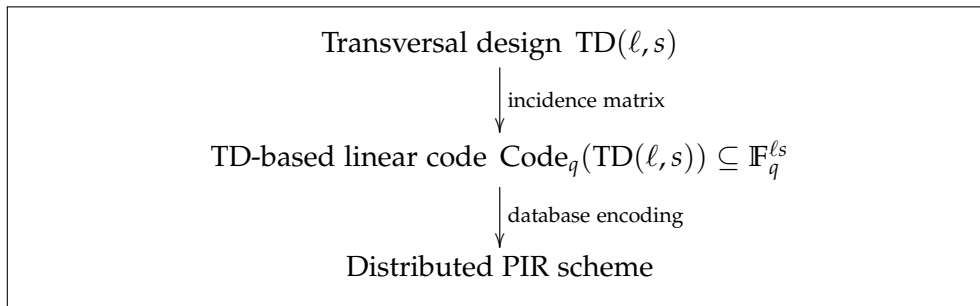 Transversal design TD(ℓ, s)
incidence matrix
TD-based linear code Code_q(TD(ℓ, s)) ⊆ 𝔽_q^{ℓs}
database encoding
Distributed PIR scheme